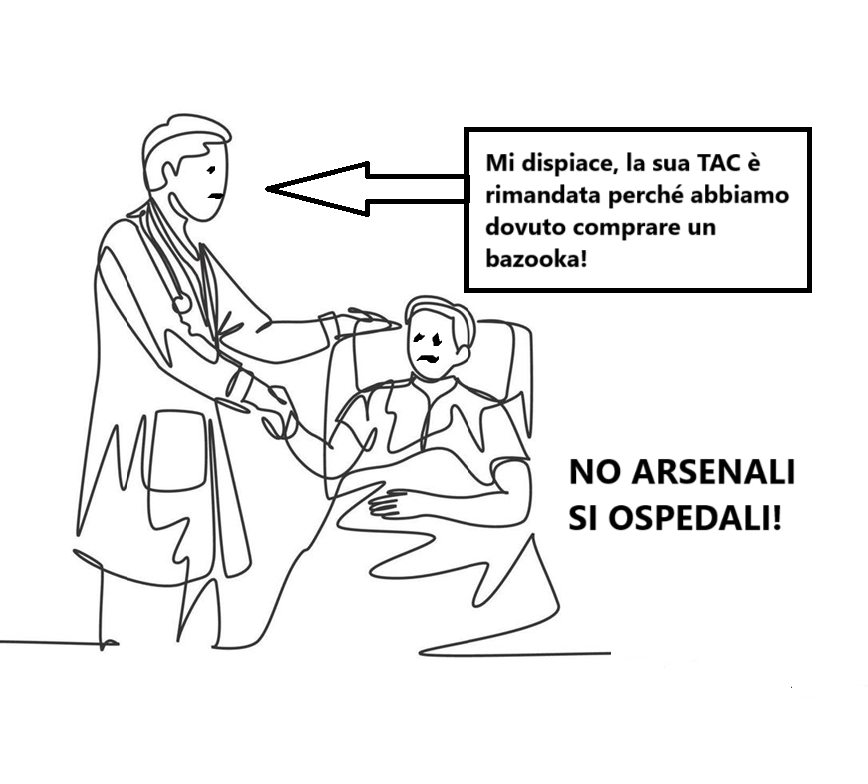 Mi dispiace, la sua TAC è
rimandata perché abbiamo
dovuto comprare un
bazooka!
NO ARSENALI
SI OSPEDALI!